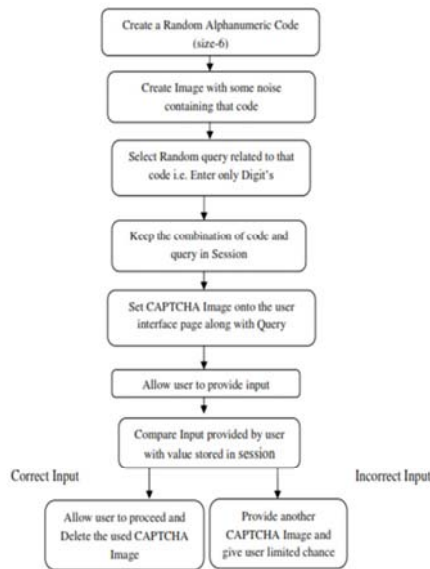 Create a Random Alphanumeric Code
(size-6)
Create Image with some noise
containing that code
Select Random query related to that
code i.e. Enter only Digit's
Keep the combination of code and
query in Session
Set CAPTCHA Image onto the user
interface page along with Query
Allow user to provide input
Compare Input provided by user
with value stored in session
Correct Input
Incorrect Input
Allow user to proceed and
Delete the used CAPTCHA
Image
Provide another
CAPTCHA Image and
give user limited chance